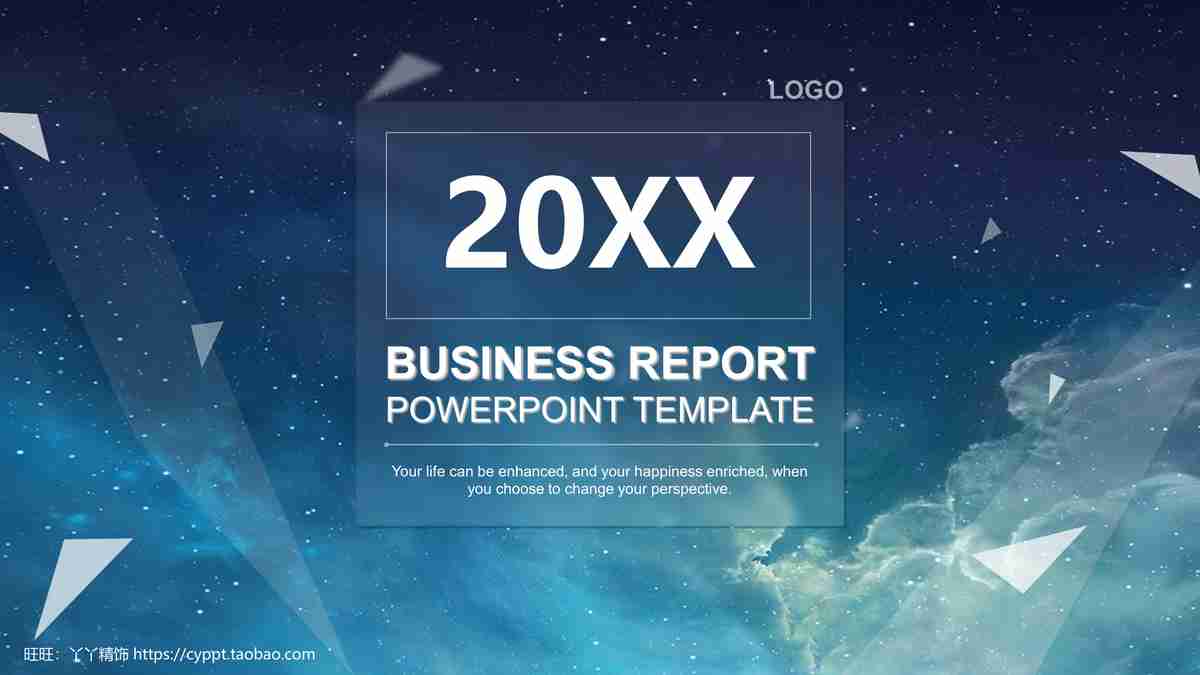 LOGO
20XX
BUSINESS REPORT
POWERPOINT TEMPLATE
Your life can be enhanced, and your happiness enriched, when
you choose to change your perspective.
旺旺：丫丫精饰 https://cyppt.taobao.com